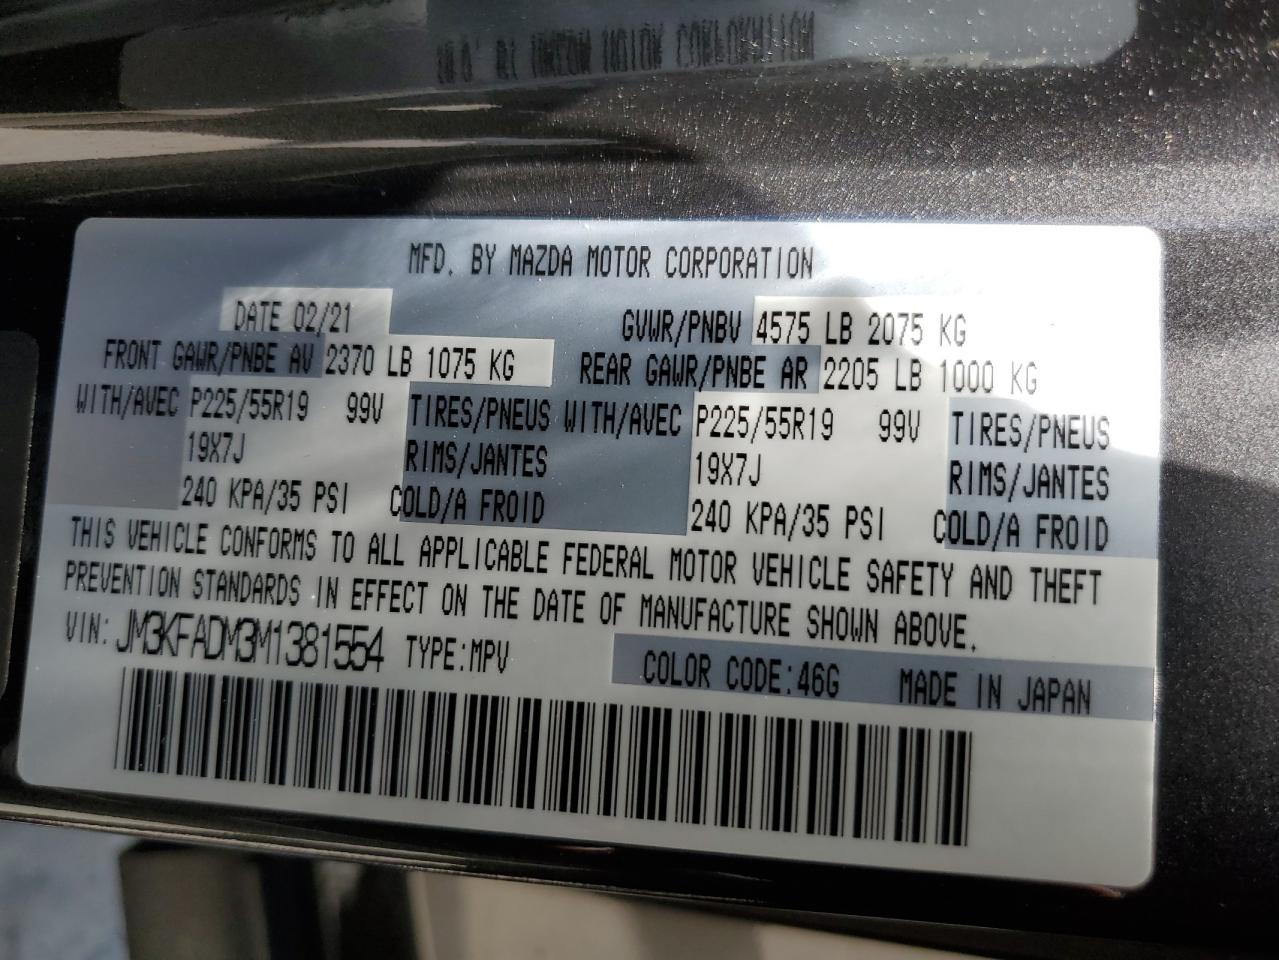 MFD. BY MAZDA MOTOR CORPORATION
DATE 02/21 GVWR/PNBV 4575 LB 2075 KG
FRONT GAWR/PNBE AV 2370 LB 1075 KG REAR GAWR/PNBE AR 2205 LB 1000 KG
WITH/AVEC P225/55R19 99V TIRES/PNEUS WITH/AVEC P225/55R19 99V TIRES/PNEUS
19X7J RIMS/JANTES 19X7J RIMS/JANTES
240 KPA/35 PSI COLD/A FROID 240 KPA/35 PSI COLD/A FROID
THIS VEHICLE CONFORMS TO ALL APPLICABLE FEDERAL MOTOR VEHICLE SAFETY AND THEFT
PREVENTION STANDARDS IN EFFECT ON THE DATE OF MANUFACTURE SHOWN ABOVE.
VIN: JM3KFADM3M1381554 TYPE:MPV COLOR CODE:46G MADE IN JAPAN